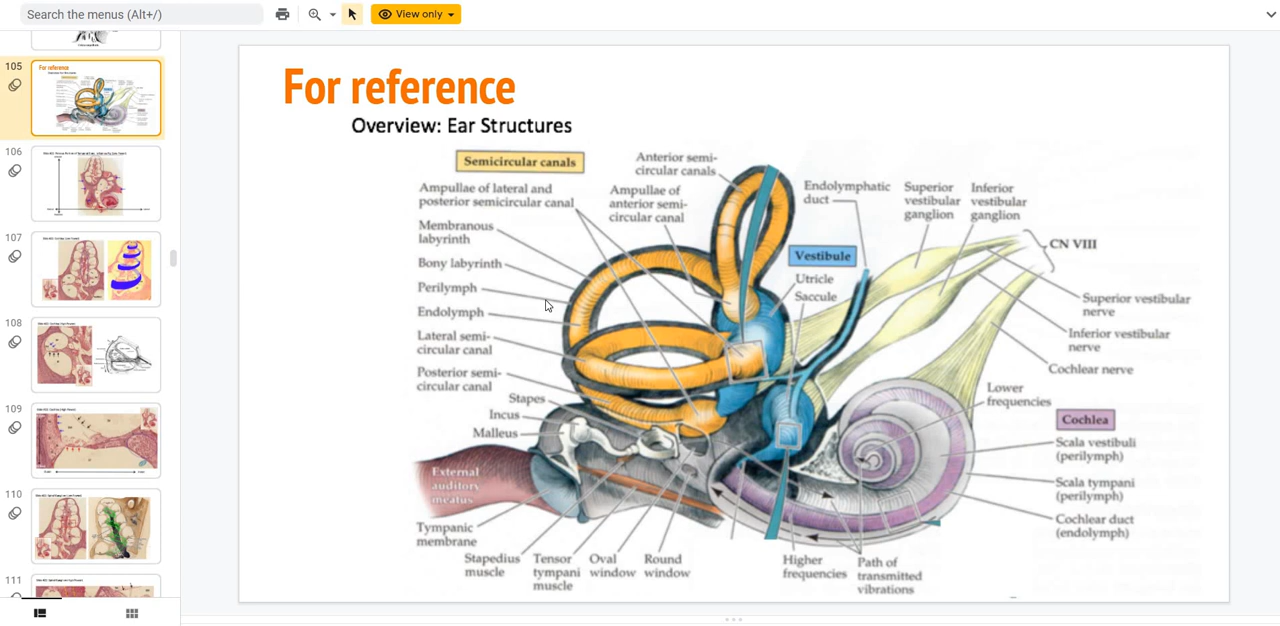 Search the menus (Alt+/)
View only
105
106
107
108
109
110
111
For reference
Overview: Ear Structures
Semicircular canals
Anterior semi-
circular canals
Ampullae of lateral and
posterior semicircular canal
Ampullae of
anterior semi-
circular canal
Endolymphatic
duct
Superior
vestibular
ganglion
Inferior
vestibular
ganglion
Membranous
labyrinth
CN VIII
Vestibule
Bony labyrinth
Utricle
Perilymph
Saccule
Superior vestibular
nerve
Endolymph
Lateral semi-
circular canal
Inferior vestibular
nerve
Posterior semi-
circular canal
Cochlear nerve
Stapes
Lower
frequencies
Incus
Malleus
Cochlea
Scala vestibuli
(perilymph)
External
auditory
meatus
Scala tympani
(perilymph)
Tympanic
membrane
Cochlear duct
(endolymph)
Stapedius
muscle
Tensor
tympani
muscle
Oval
window
Round
window
Higher
frequencies
Path of
transmitted
vibrations